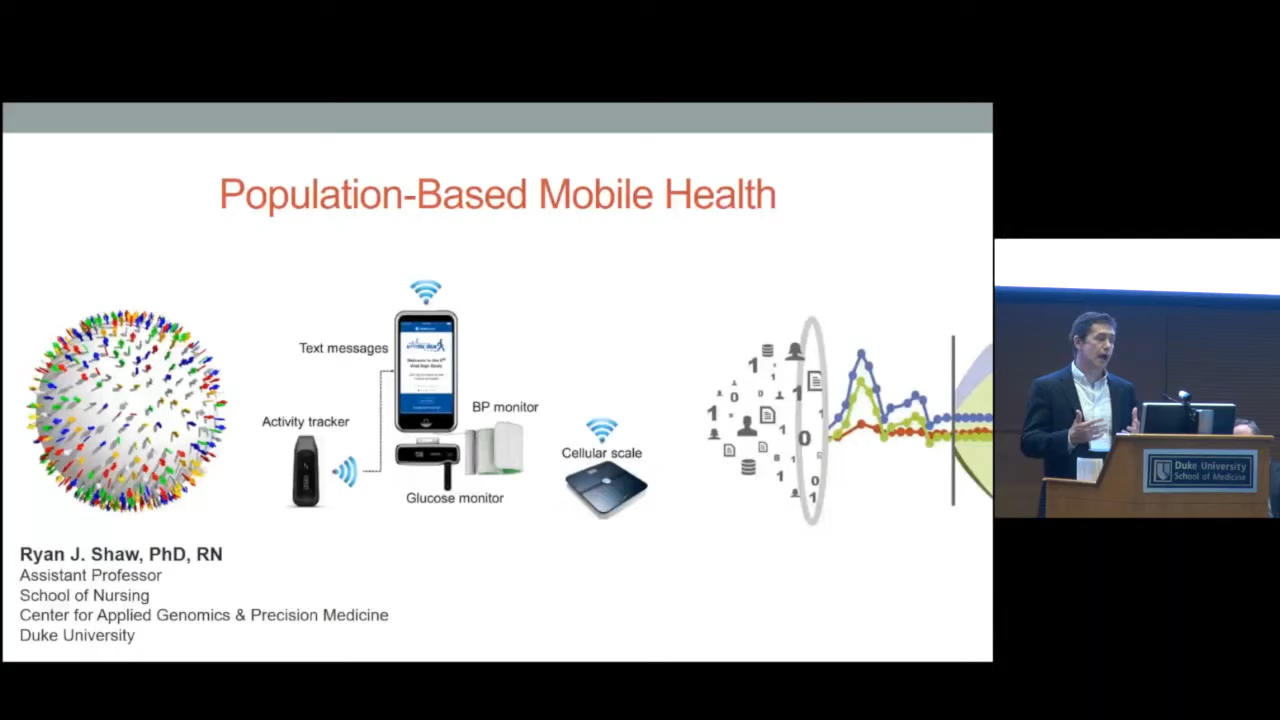 Population-Based Mobile Health
Text messages
BP monitor
Activity tracker
Cellular scale
Glucose monitor
Ryan J. Shaw, PhD, RN
Assistant Professor
School of Nursing
Center for Applied Genomics & Precision Medicine
Duke University
Duke University
School of Medicine